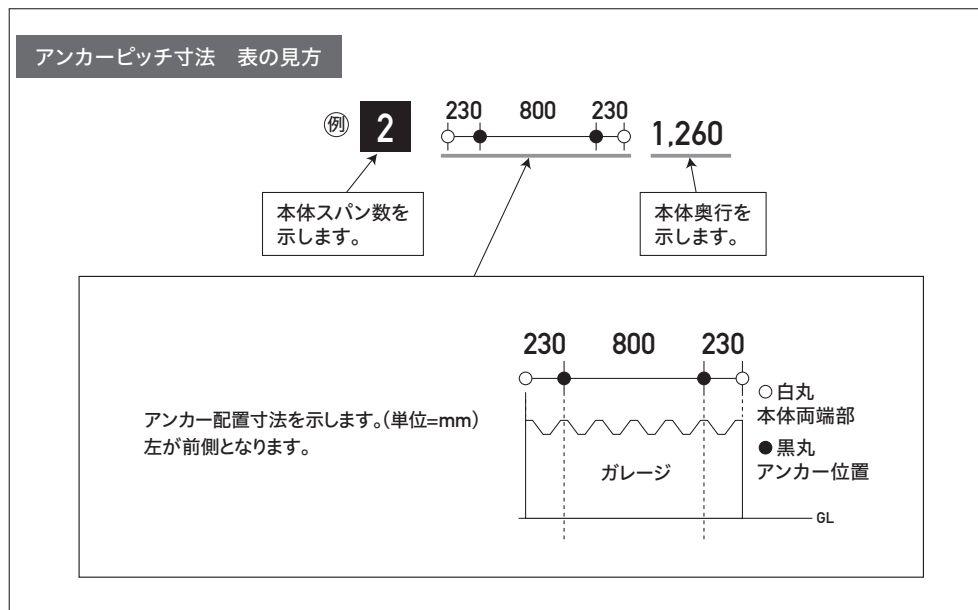 アンカーピッチ寸法　表の見方
例 2 230 800 230 1,260
本体スパン数を
示します。
本体奥行を
示します。
230 800 230
アンカー配置寸法を示します。(単位=mm)
左が前側となります。
○白丸
本体両端部
●黒丸
アンカー位置
ガレージ
GL